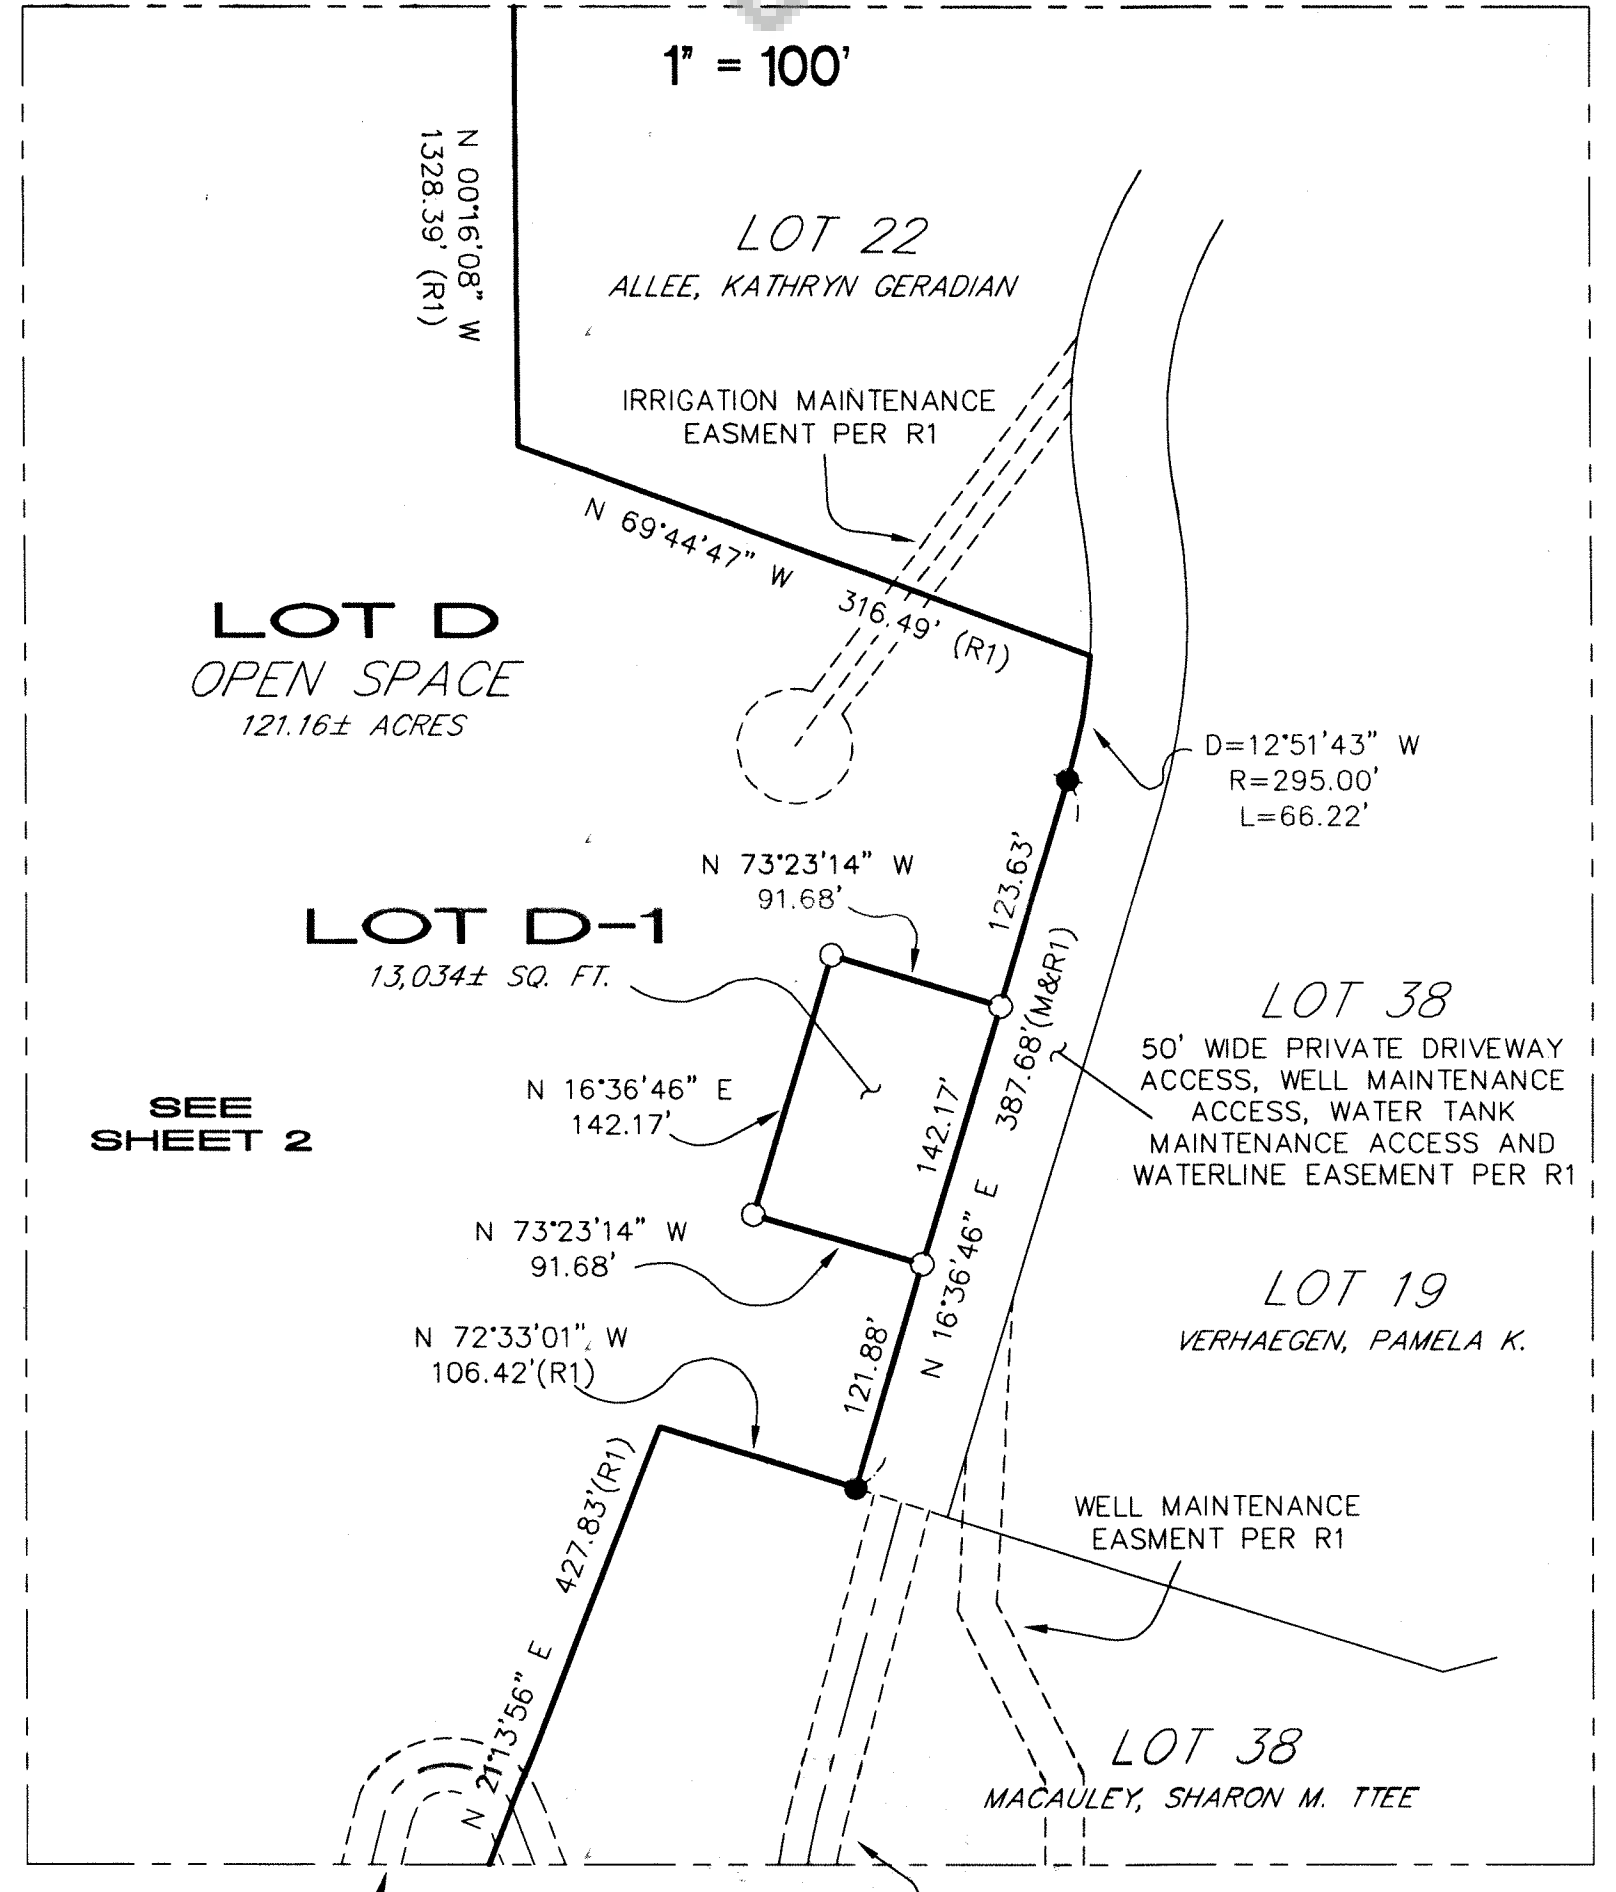 1" = 100'
N 00°16'08" W
1328.39' (R1)
LOT 22
ALLEE, KATHRYN GERADIAN
IRRIGATION MAINTENANCE
EASMENT PER R1
N 69°44'47" W
316.49' (R1)
LOT D
OPEN SPACE
121.16± ACRES
D=12°51'43" W
R=295.00'
L=66.22'
123.63'
N 73°23'14" W
91.68'
LOT D-1
13,034± SQ. FT.
N 16°36'46" E 387.68'(M&R1)
LOT 38
50' WIDE PRIVATE DRIVEWAY
ACCESS, WELL MAINTENANCE
ACCESS, WATER TANK
MAINTENANCE ACCESS AND
WATERLINE EASEMENT PER R1
N 16°36'46" E
142.17'
142.17'
SEE
SHEET 2
N 73°23'14" W
91.68'
LOT 19
VERHAEGEN, PAMELA K.
N 72°33'01" W
106.42'(R1)
121.88'
N 21°13'56" E 427.83'(R1)
WELL MAINTENANCE
EASMENT PER R1
LOT 38
MACAULEY, SHARON M. TTEE